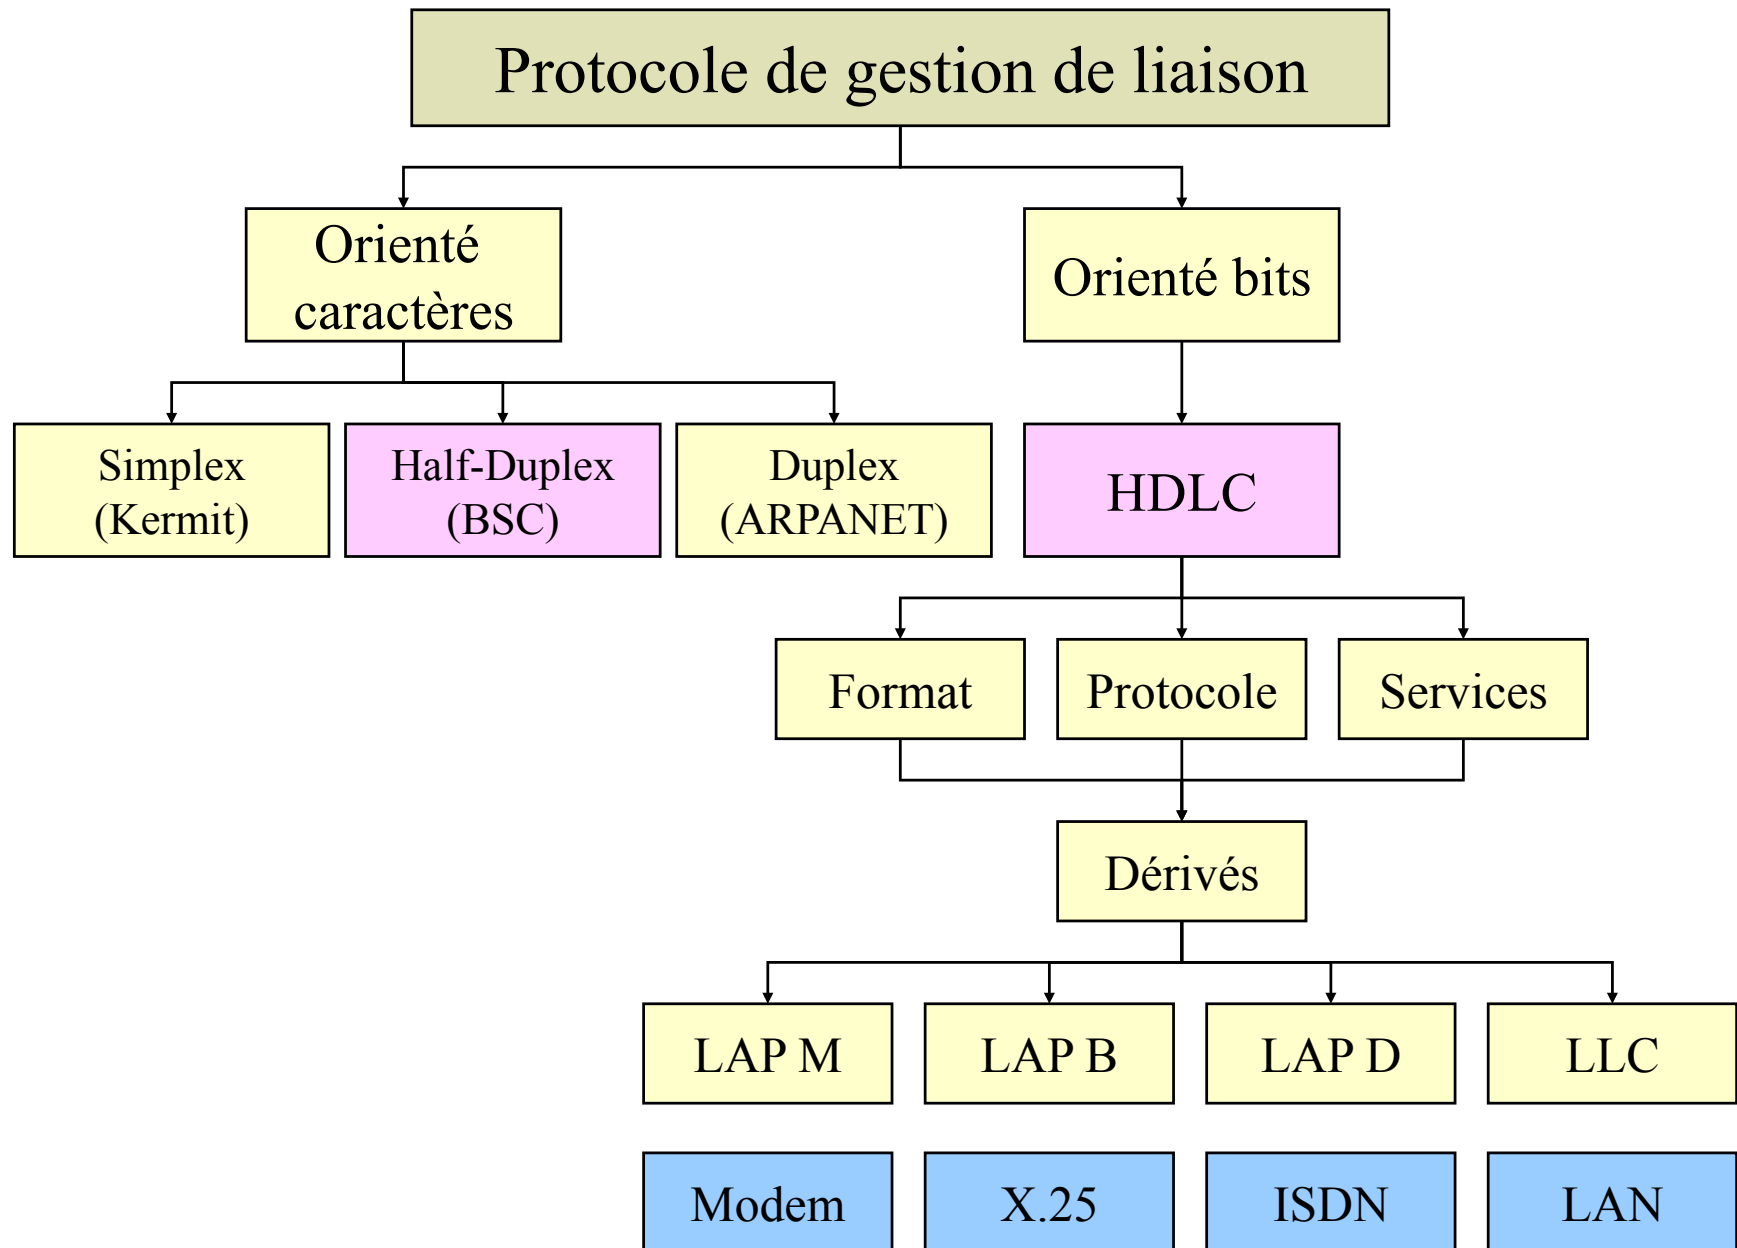 Protocole de gestion de liaison
Orienté
caractères
Orienté bits
Simplex
(Kermit)
Half-Duplex
(BSC)
Duplex
(ARPANET)
HDLC
Format
Protocole
Services
Dérivés
LAP M
LAP B
LAP D
LLC
Modem
X.25
ISDN
LAN